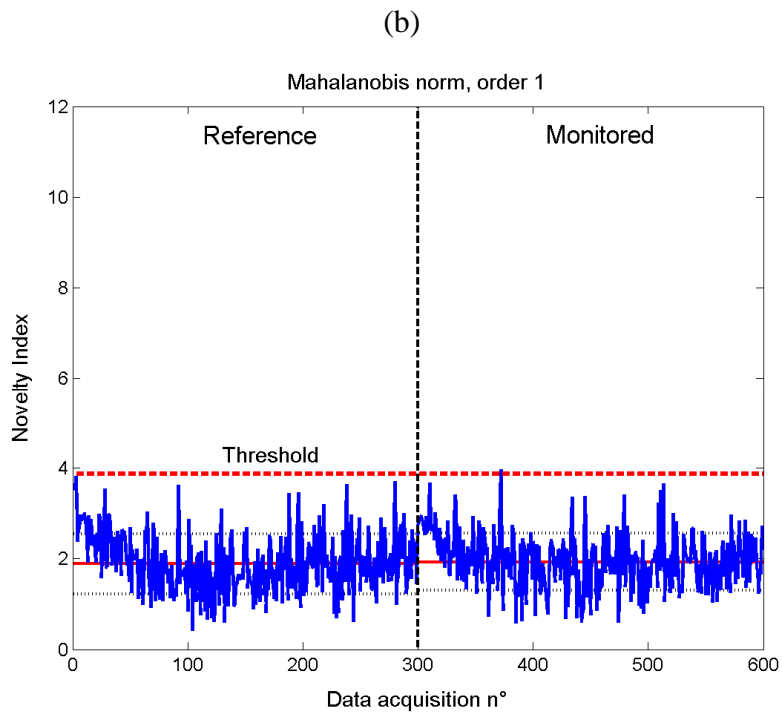 (b)
Mahalanobis norm, order 1
12
Reference
Monitored
10
8
Novelty Index
6
Threshold
4
2
0
0 100 200 300 400 500 600
Data acquisition n°